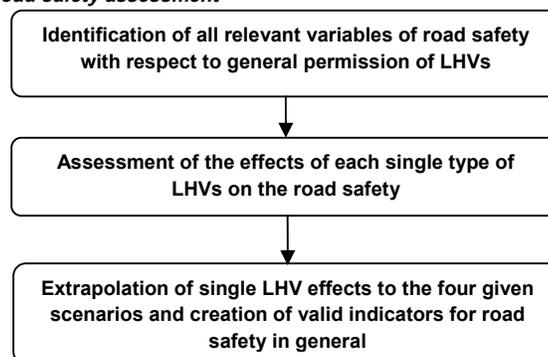 road safety assessment
Identification of all relevant variables of road safety
with respect to general permission of LHVs
Assessment of the effects of each single type of
LHVs on the road safety
Extrapolation of single LHV effects to the four given
scenarios and creation of valid indicators for road
safety in general